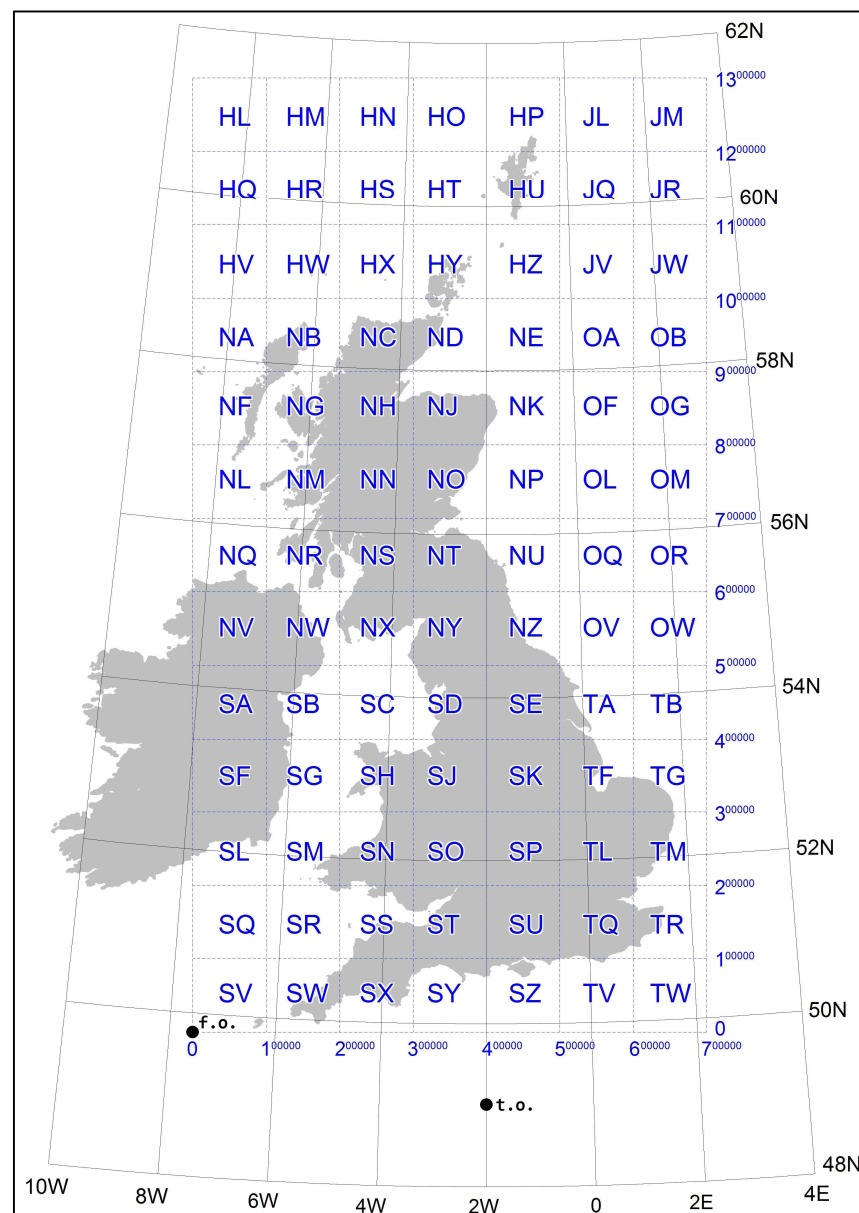 62N
13⁰⁰⁰⁰⁰
HL HM HN HO HP JL JM
12⁰⁰⁰⁰⁰
HQ HR HS HT HU JQ JR
60N
11⁰⁰⁰⁰⁰
HV HW HX HY HZ JV JW
10⁰⁰⁰⁰⁰
NA NB NC ND NE OA OB
58N
9⁰⁰⁰⁰⁰
NF NG NH NJ NK OF OG
8⁰⁰⁰⁰⁰
NL NM NN NO NP OL OM
7⁰⁰⁰⁰⁰
56N
NQ NR NS NT NU OQ OR
6⁰⁰⁰⁰⁰
NV NW NX NY NZ OV OW
5⁰⁰⁰⁰⁰
54N
SA SB SC SD SE TA TB
4⁰⁰⁰⁰⁰
SF SG SH SJ SK TF TG
3⁰⁰⁰⁰⁰
SL SM SN SO SP TL TM
52N
2⁰⁰⁰⁰⁰
SQ SR SS ST SU TQ TR
1⁰⁰⁰⁰⁰
SV SW SX SY SZ TV TW
50N
f.o.
0
0 1⁰⁰⁰⁰⁰ 2⁰⁰⁰⁰⁰ 3⁰⁰⁰⁰⁰ 4⁰⁰⁰⁰⁰ 5⁰⁰⁰⁰⁰ 6⁰⁰⁰⁰⁰ 7⁰⁰⁰⁰⁰
t.o.
48N
10W 8W 6W 4W 2W 0 2E 4E